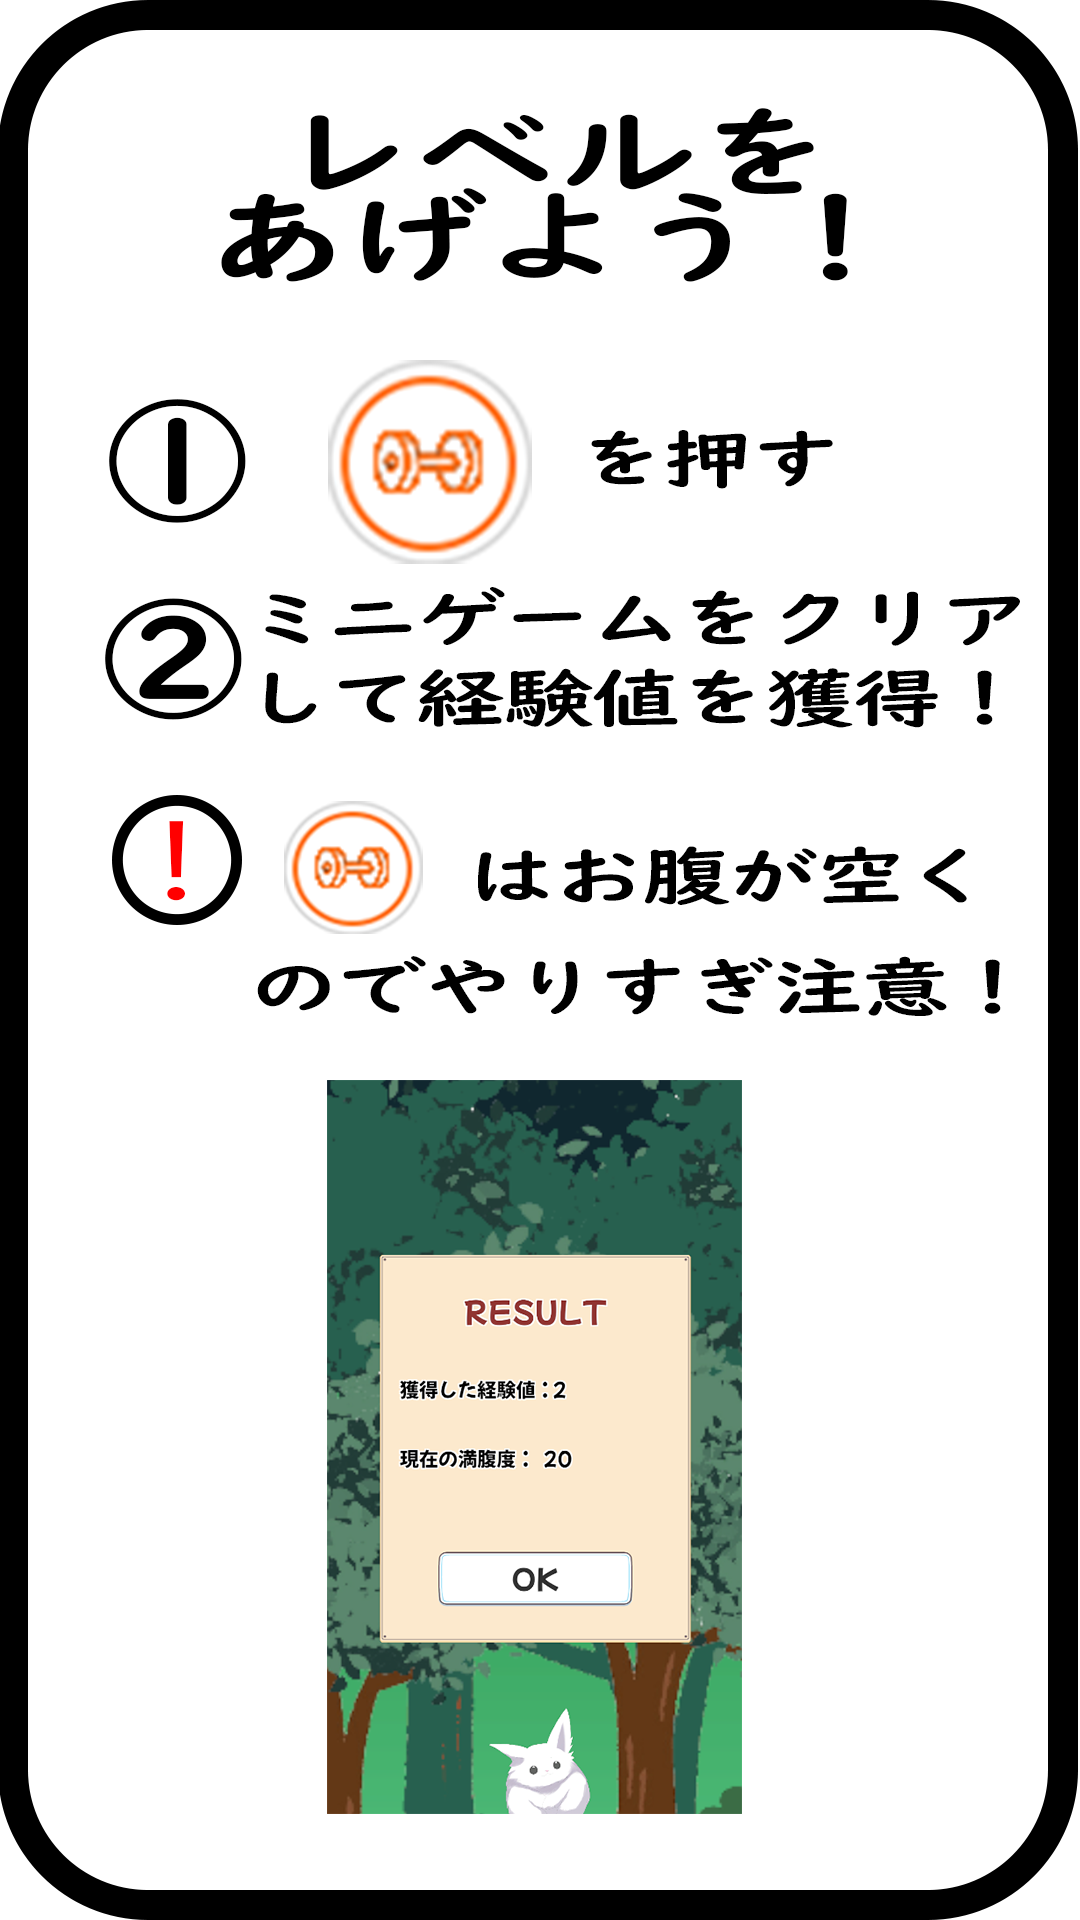 レベルを
あげよう！
① を押す
② ミニゲームをクリア
して経験値を獲得！
! はお腹が空く
のでやりすぎ注意！
RESULT
獲得した経験値：2
現在の満腹度： 20
OK